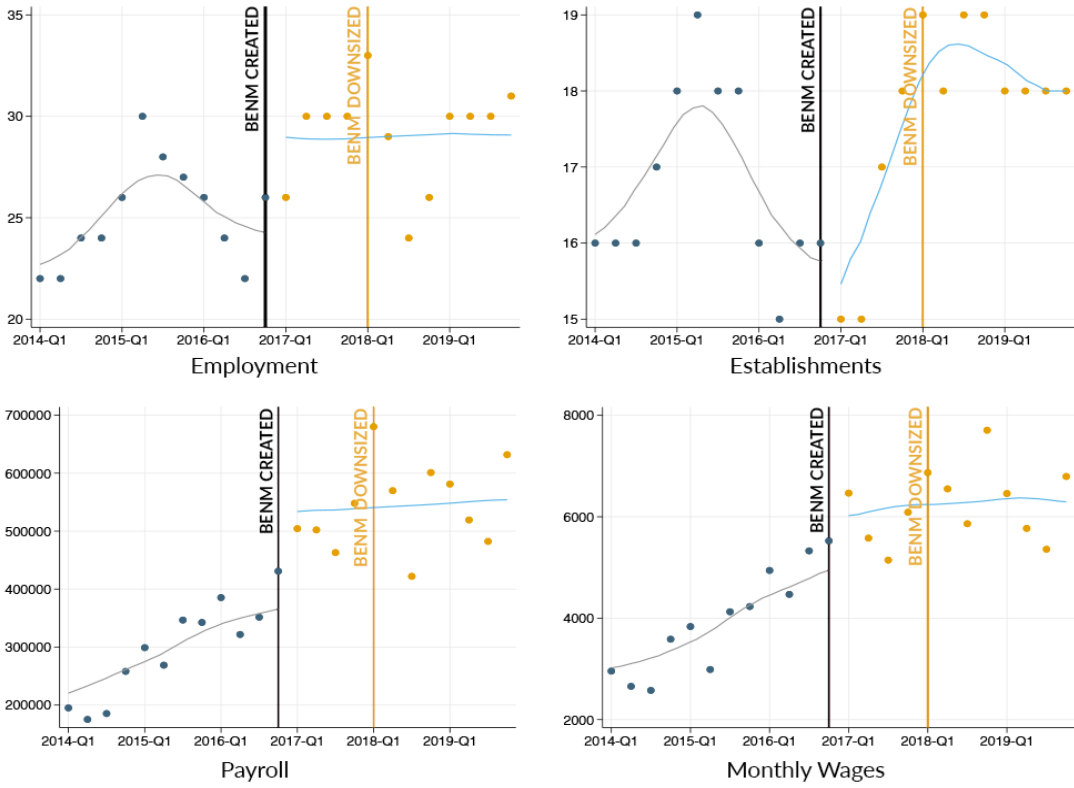 35
30
25
20
BENM CREATED
BENM DOWNSIZED
2014-Q1 2015-Q1 2016-Q1 2017-Q1 2018-Q1 2019-Q1
Employment
19
18
17
16
15
BENM CREATED
BENM DOWNSIZED
2014-Q1 2015-Q1 2016-Q1 2017-Q1 2018-Q1 2019-Q1
Establishments
700000
600000
500000
400000
300000
200000
BENM CREATED
BENM DOWNSIZED
2014-Q1 2015-Q1 2016-Q1 2017-Q1 2018-Q1 2019-Q1
Payroll
8000
6000
4000
2000
BENM CREATED
BENM DOWNSIZED
2014-Q1 2015-Q1 2016-Q1 2017-Q1 2018-Q1 2019-Q1
Monthly Wages